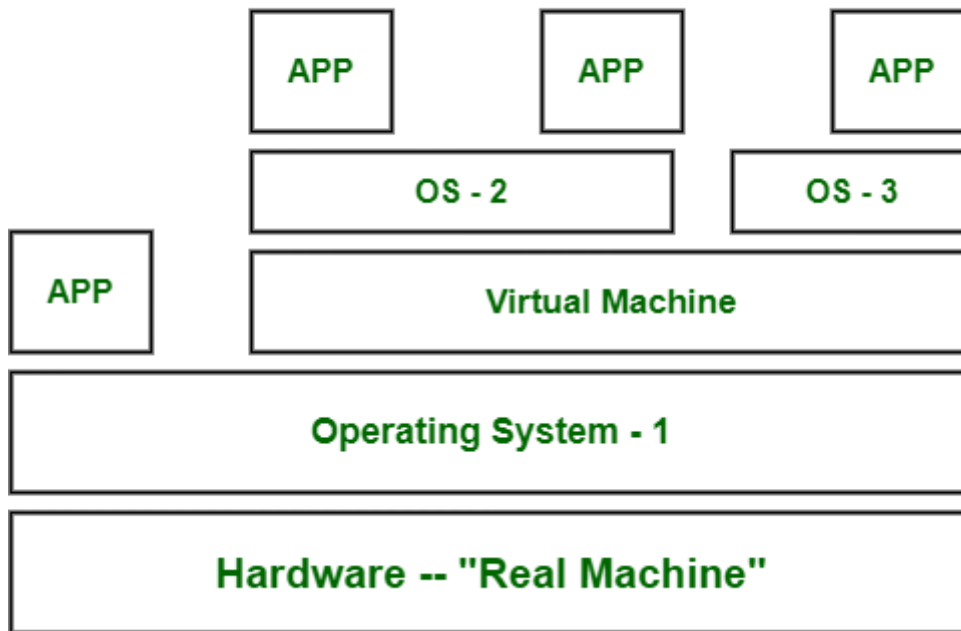 APP
APP
APP
OS - 2
OS - 3
APP
Virtual Machine
Operating System - 1
Hardware -- "Real Machine"